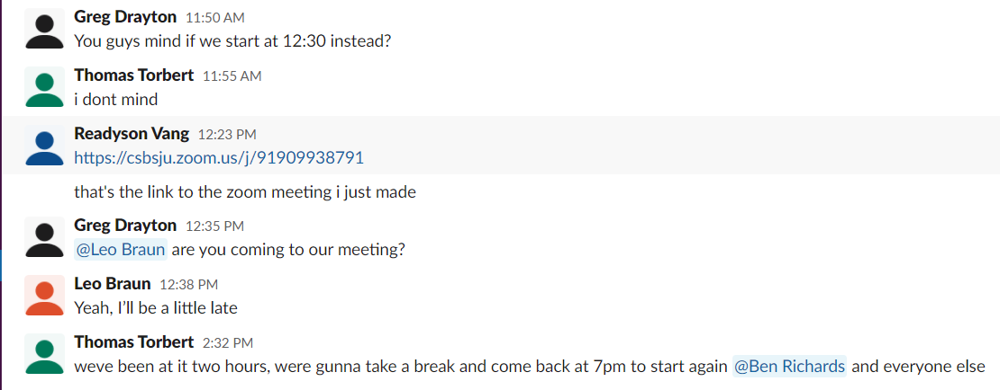 Greg Drayton 11:50 AM
You guys mind if we start at 12:30 instead?
Thomas Torbert 11:55 AM
i dont mind
Readyson Vang 12:23 PM
https://csbsju.zoom.us/j/91909938791
that's the link to the zoom meeting i just made
Greg Drayton 12:35 PM
@Leo Braun are you coming to our meeting?
Leo Braun 12:38 PM
Yeah, I’ll be a little late
Thomas Torbert 2:32 PM
weve been at it two hours, were gunna take a break and come back at 7pm to start again @Ben Richards and everyone else